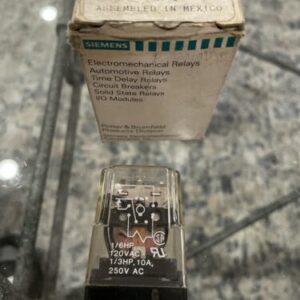 ASSEMBLED IN MEXICO
SIEMENS
Electromechanical Relays
Automotive Relays
Time Delay Relays
Circuit Breakers
Solid State Relays
I/O Modules
Potter & Brumfield
Products Division
1/6HP
120VAC
1/3HP, 10A,
250V AC